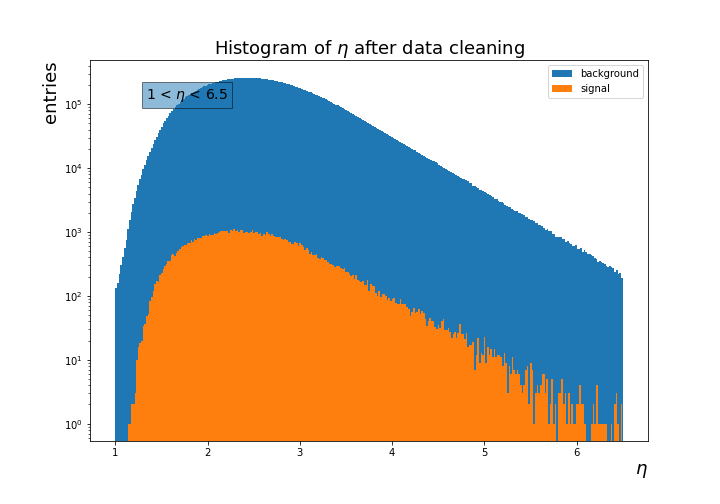 Histogram of η after data cleaning
entries
background
signal
1 < η < 6.5
10⁵
10⁴
10³
10²
10¹
10⁰
1 2 3 4 5 6
η